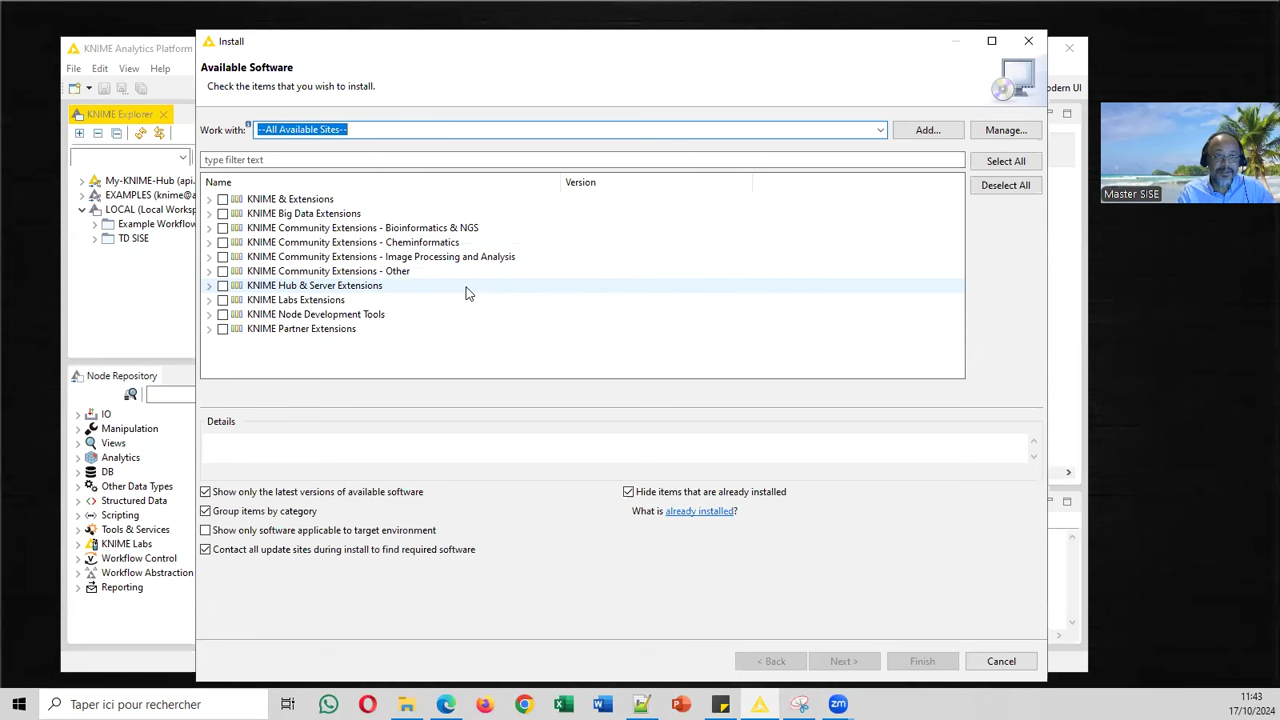 Install
KNIME Analytics Platform
Available Software
Check the items that you wish to install.
File Edit View Help
Modern UI
KNIME Explorer
Work with:
--All Available Sites--
Add...
Manage...
type filter text
Select All
Deselect All
Name
Version
My-KNIME-Hub (api.
EXAMPLES (knime@a
LOCAL (Local Worksp
Example Workflow
TD SISE
KNIME & Extensions
KNIME Big Data Extensions
KNIME Community Extensions - Bioinformatics & NGS
KNIME Community Extensions - Cheminformatics
KNIME Community Extensions - Image Processing and Analysis
KNIME Community Extensions - Other
KNIME Hub & Server Extensions
KNIME Labs Extensions
KNIME Node Development Tools
KNIME Partner Extensions
Master SISE
Node Repository
IO
Manipulation
Views
Analytics
DB
Other Data Types
Structured Data
Scripting
Tools & Services
KNIME Labs
Workflow Control
Workflow Abstraction
Reporting
Details
Show only the latest versions of available software
Hide items that are already installed
Group items by category
What is already installed?
Show only software applicable to target environment
Contact all update sites during install to find required software
< Back
Next >
Finish
Cancel
Taper ici pour rechercher
11:43
17/10/2024